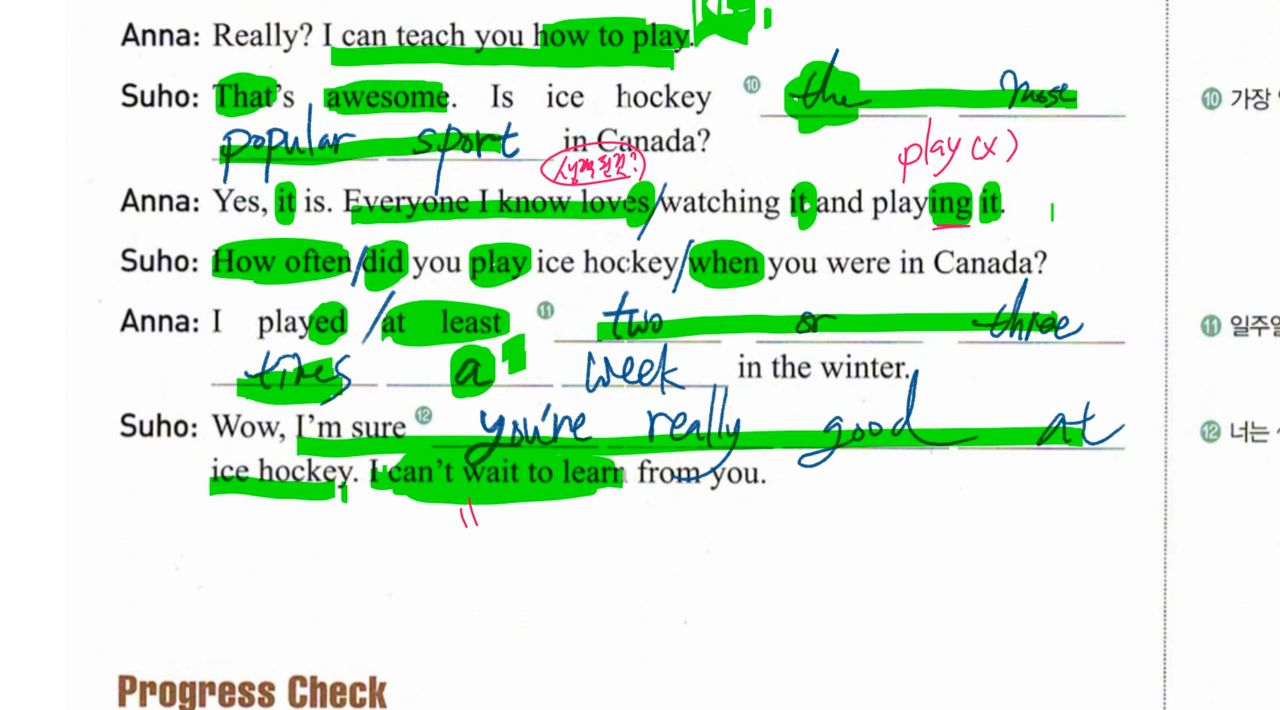 Anna: Really? I can teach you how to play.
Suho: That's awesome. Is ice hockey ⑩ the most ⑩ 가장
popular sport in Canada? play (x)
생략된 것?
Anna: Yes, it is. Everyone I know loves/watching it and playing it.
Suho: How often/did you play ice hockey/when you were in Canada?
Anna: I played /at least ⑪ two or three ⑪ 일주일
times a week in the winter.
Suho: Wow, I'm sure ⑫ you're really good at ⑫ 너는
ice hockey. I can't wait to learn from you.
Progress Check